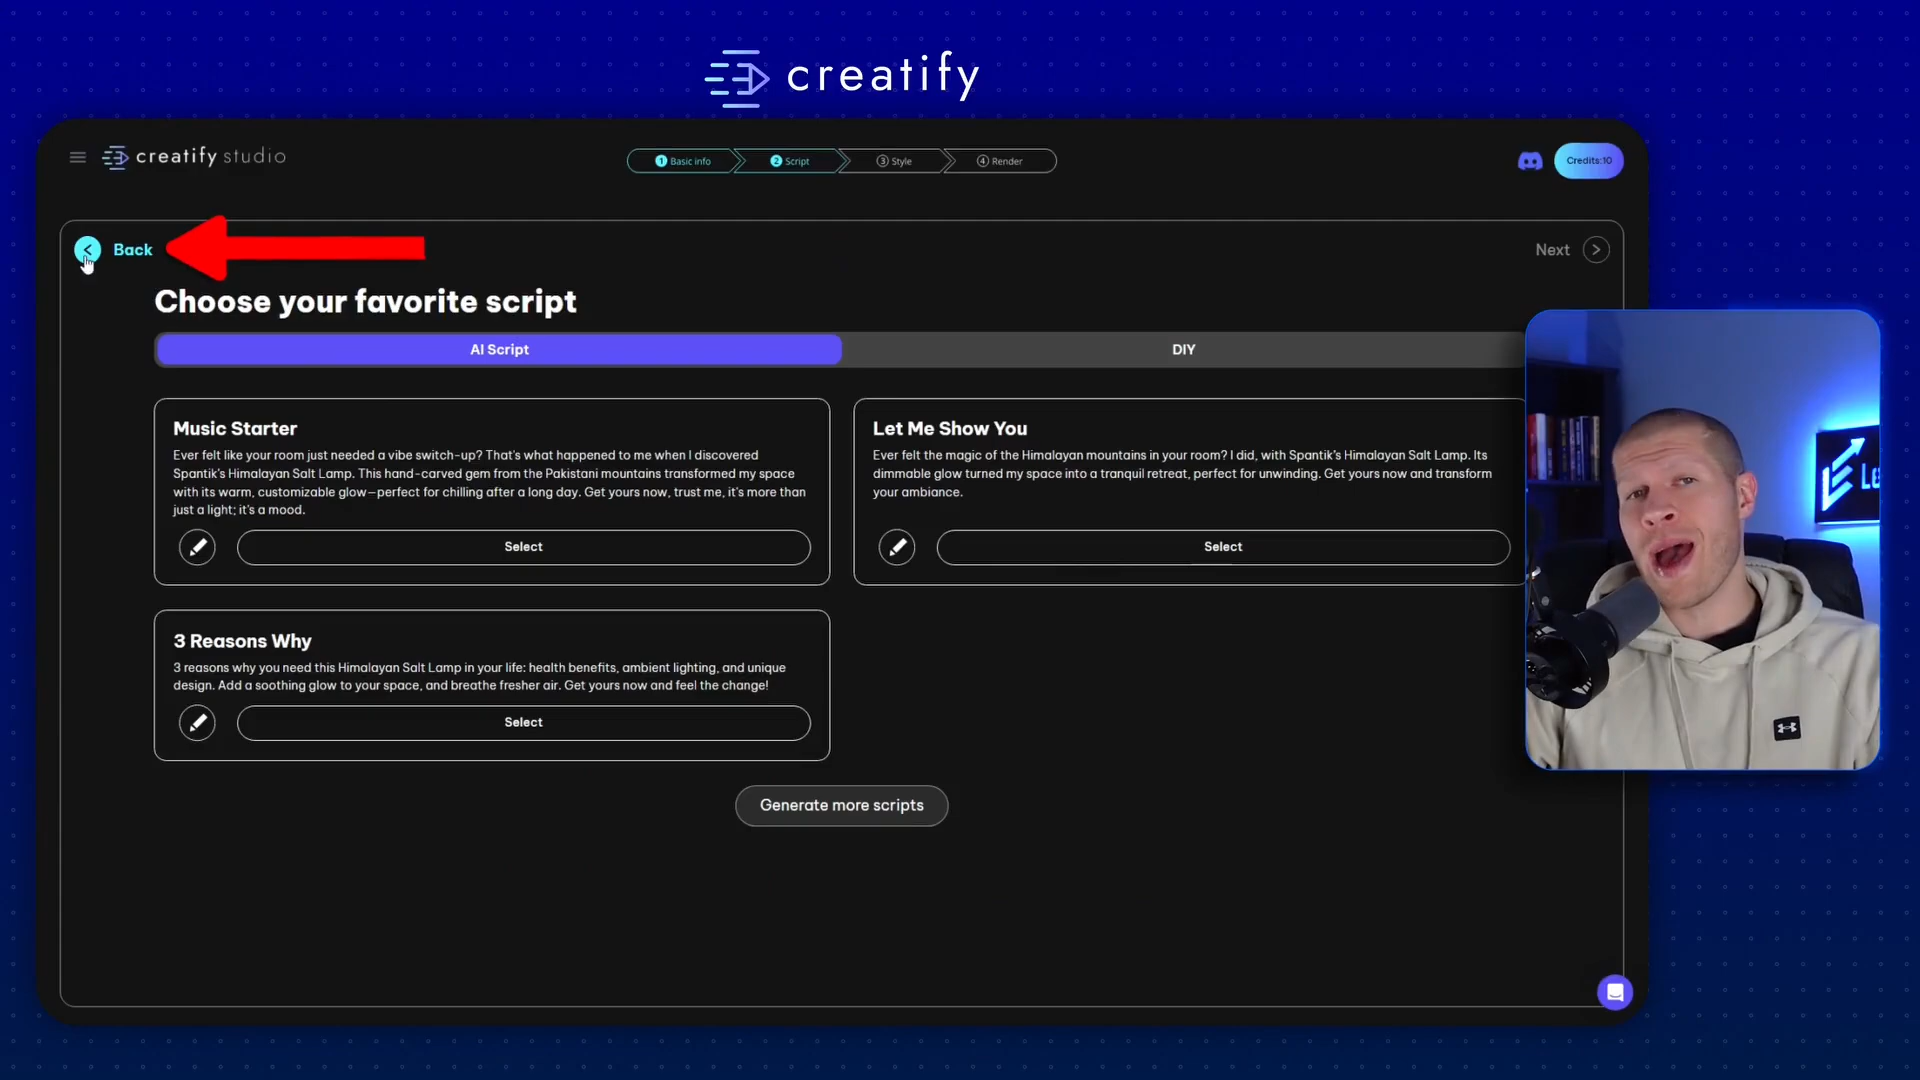 creatify
creatify studio
1 Basic info
2 Script
3 Style
4 Render
Credits:10
Back
Next
Choose your favorite script
AI Script
DIY
Music Starter
Ever felt like your room just needed a vibe switch-up? That's what happened to me when I discovered
Spantik's Himalayan Salt Lamp. This hand-carved gem from the Pakistani mountains transformed my space
with its warm, customizable glow—perfect for chilling after a long day. Get yours now, trust me, it's more than
just a light; it's a mood.
Select
Let Me Show You
Ever felt the magic of the Himalayan mountains in your room? I did, with Spantik's Himalayan Salt Lamp. Its
dimmable glow turned my space into a tranquil retreat, perfect for unwinding. Get yours now and transform
your ambiance.
Select
3 Reasons Why
3 reasons why you need this Himalayan Salt Lamp in your life: health benefits, ambient lighting, and unique
design. Add a soothing glow to your space, and breathe fresher air. Get yours now and feel the change!
Select
Generate more scripts